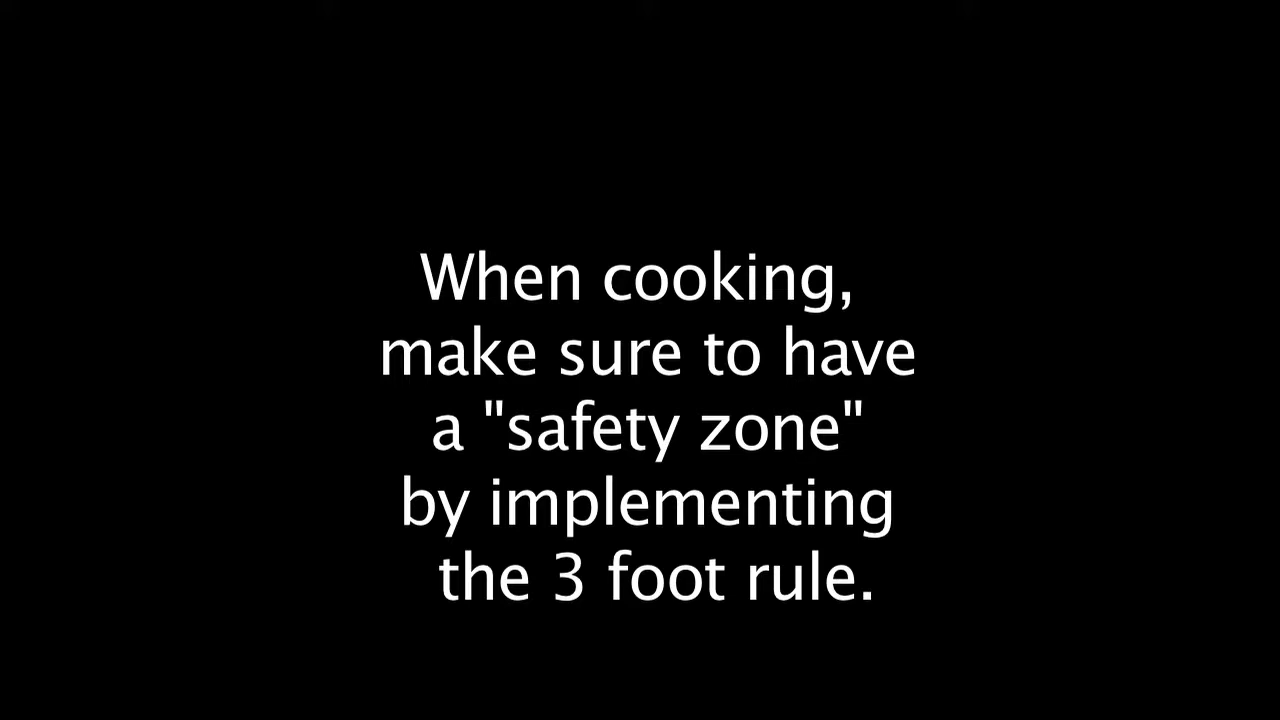 When cooking,
make sure to have
a "safety zone"
by implementing
the 3 foot rule.